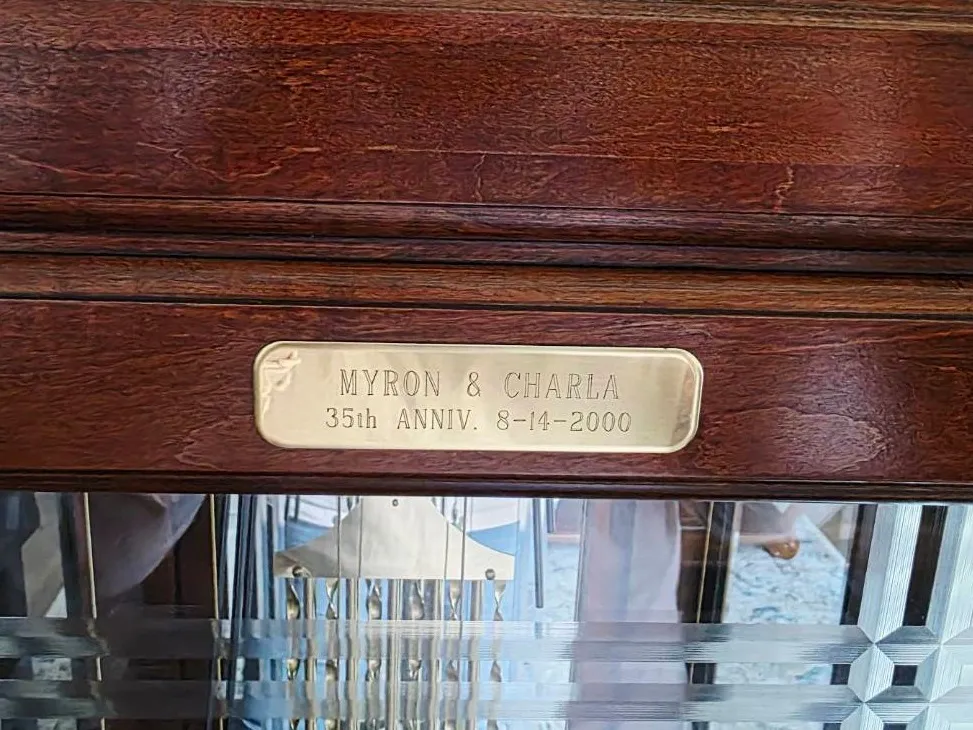 MYRON & CHARLA
35th ANNIV. 8-14-2000